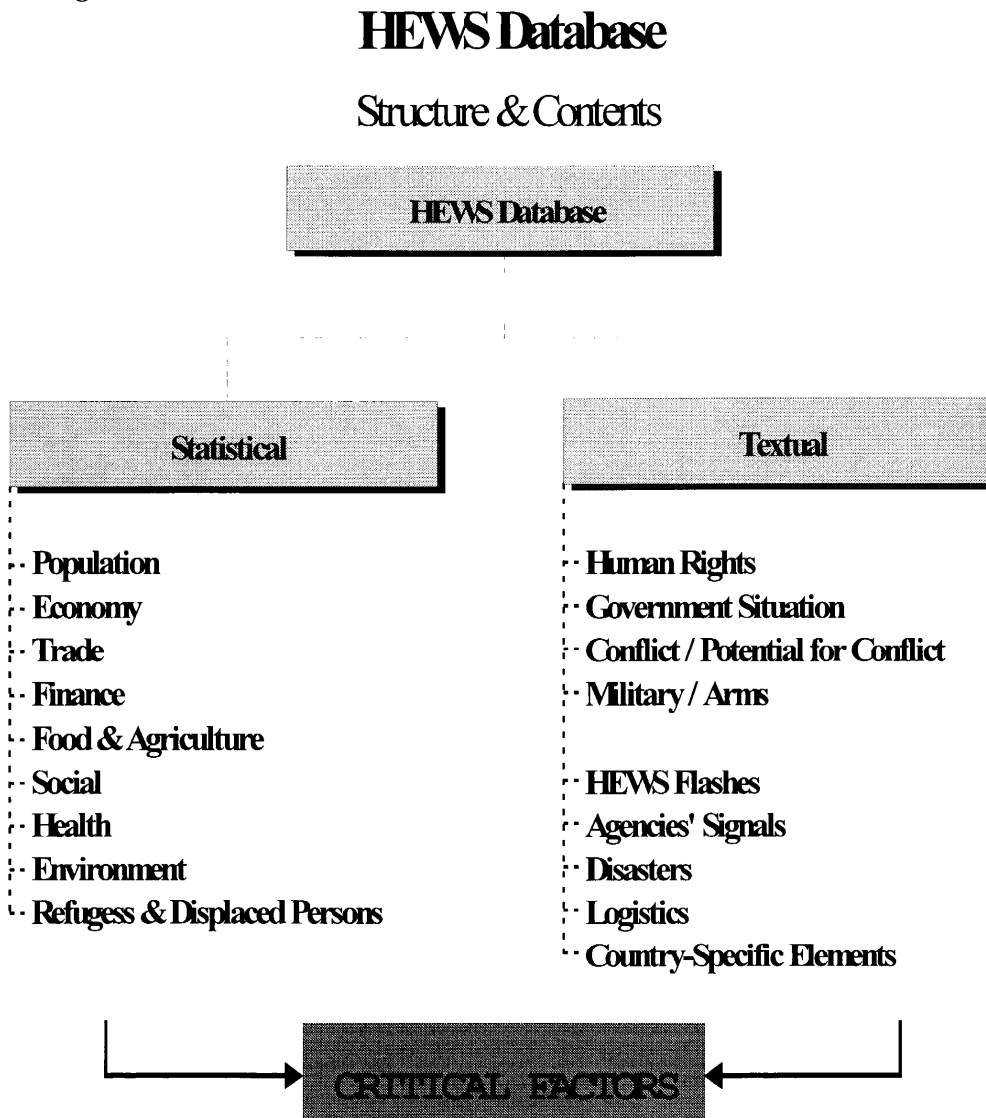 HEWS Database
Structure & Contents
HEWS Database
Statistical
Population
Economy
Trade
Finance
Food & Agriculture
Social
Health
Environment
Refugess & Displaced Persons
Textual
Human Rights
Government Situation
Conflict / Potential for Conflict
Military / Arms
HEWS Flashes
Agencies' Signals
Disasters
Logistics
Country-Specific Elements
CRITICAL FACTORS